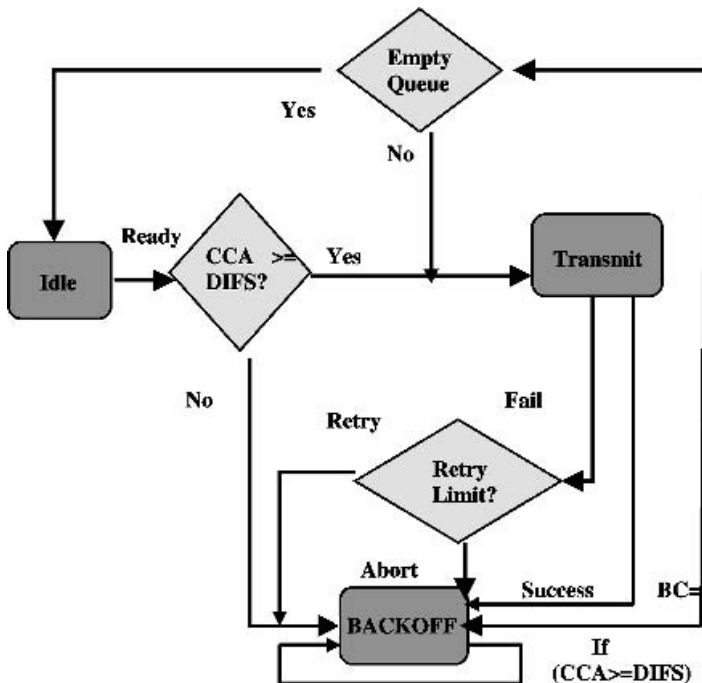 Empty
Queue
Yes
No
Ready
CCA >=
DIFS?
Yes
Idle
Transmit
No
Retry
Fail
Retry
Limit?
Abort
Success
BC=
BACKOFF
If
(CCA>=DIFS)